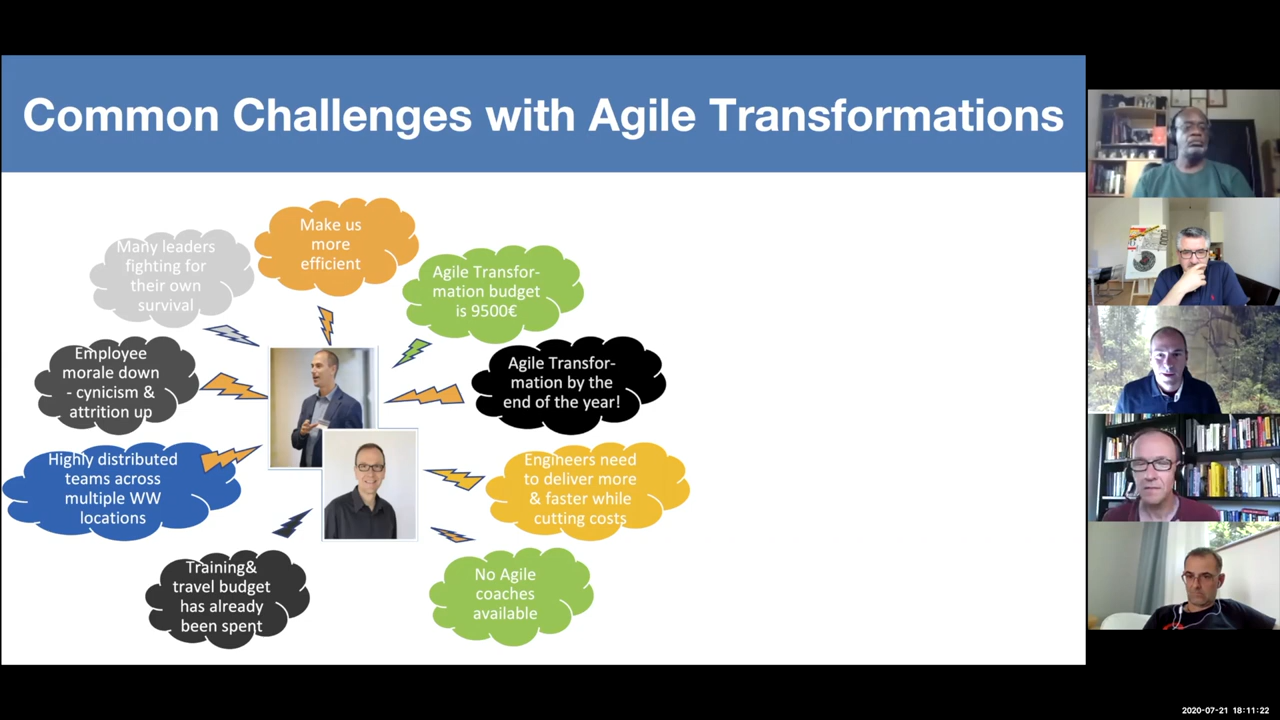 Common Challenges with Agile Transformations
Make us
more
efficient
Many leaders
fighting for
their own
survival
Agile Transfor-
mation budget
is 9500€
Employee
morale down
- cynicism &
attrition up
Agile Transfor-
mation by the
end of the year!
Highly distributed
teams across
multiple WW
locations
Engineers need
to deliver more
& faster while
cutting costs
Training&
travel budget
has already
been spent
No Agile
coaches
available
2020-07-21 18:11:22